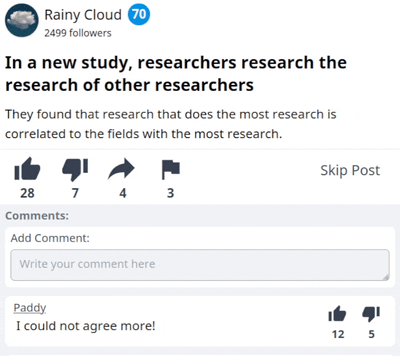 Rainy Cloud 70
2499 followers
In a new study, researchers research the
research of other researchers
They found that research that does the most research is
correlated to the fields with the most research.
28 7 4 3 Skip Post
Comments:
Add Comment:
Write your comment here
Paddy
I could not agree more!
12 5